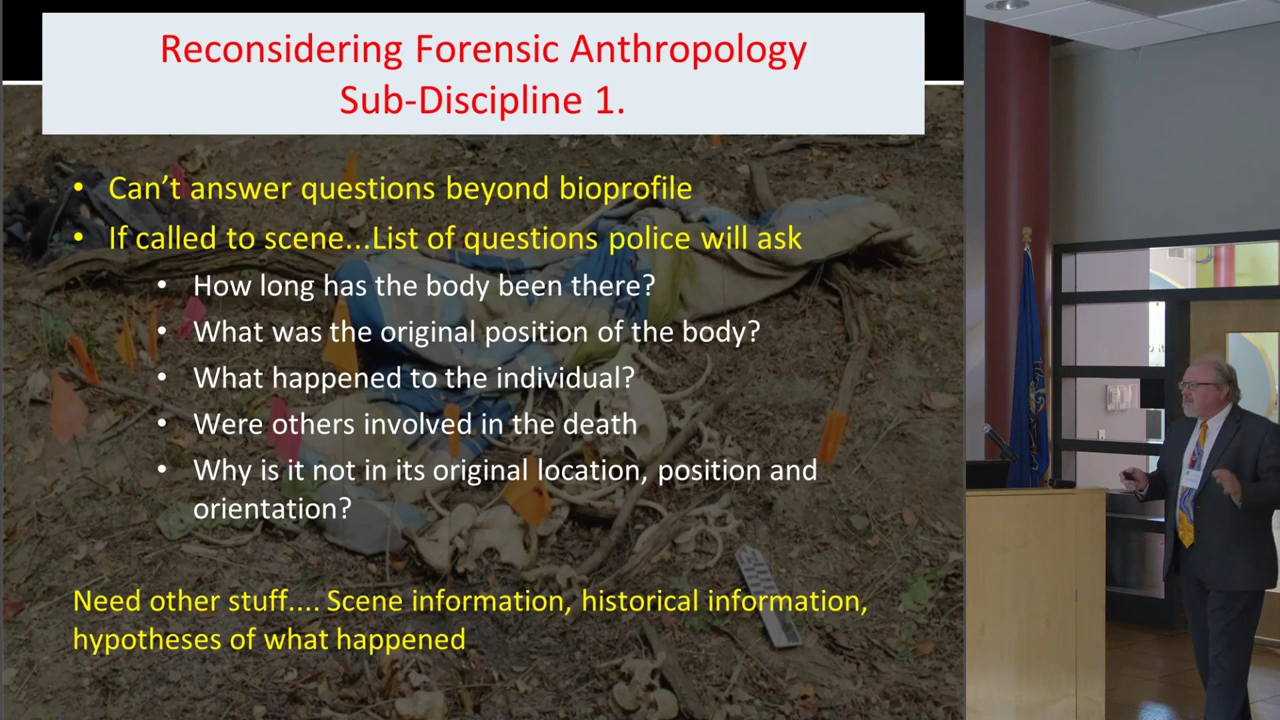 Reconsidering Forensic Anthropology
Sub-Discipline 1.
• Can’t answer questions beyond bioprofile
• If called to scene...List of questions police will ask
• How long has the body been there?
• What was the original position of the body?
• What happened to the individual?
• Were others involved in the death
• Why is it not in its original location, position and
orientation?
Need other stuff.... Scene information, historical information,
hypotheses of what happened